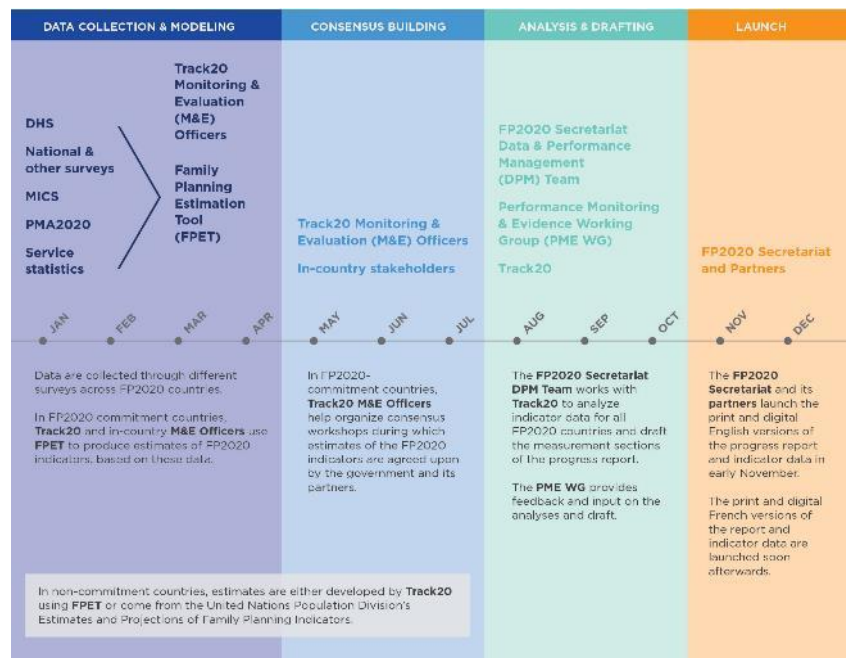 DATA COLLECTION & MODELING
CONSENSUS BUILDING
ANALYSIS & DRAFTING
LAUNCH
DHS
National &
other surveys
MICS
PMA2020
Service
statistics
Track20
Monitoring &
Evaluation
(M&E)
Officers
Family
Planning
Estimation
Tool
(FPET)
Track20 Monitoring &
Evaluation (M&E) Officers
In-country stakeholders
FP2020 Secretariat
Data & Performance
Management
(DPM) Team
Performance Monitoring
& Evidence Working
Group (PME WG)
Track20
FP2020 Secretariat
and Partners
JAN
FEB
MAR
APR
MAY
JUN
JUL
AUG
SEP
OCT
NOV
DEC
Data are collected through different
surveys across FP2020 countries.
In FP2020 commitment countries,
Track20 and in-country M&E Officers use
FPET to produce estimates of FP2020
indicators, based on these data.
In FP2020-
commitment countries,
Track20 M&E Officers
help organize consensus
workshops during which
estimates of the FP2020
indicators are agreed upon
by the government and its
partners.
The FP2020 Secretariat
DPM Team works with
Track20 to analyze
indicator data for all
FP2020 countries and draft
the measurement sections
of the progress report.
The PME WG provides
feedback and input on the
analyses and draft.
The FP2020
Secretariat and its
partners launch the
print and digital
English versions of
the progress report
and indicator data in
early November.
The print and digital
French versions of
the report and
indicator data are
launched soon
afterwards.
In non-commitment countries, estimates are either developed by Track20
using FPET or come from the United Nations Population Division's
Estimates and Projections of Family Planning Indicators.